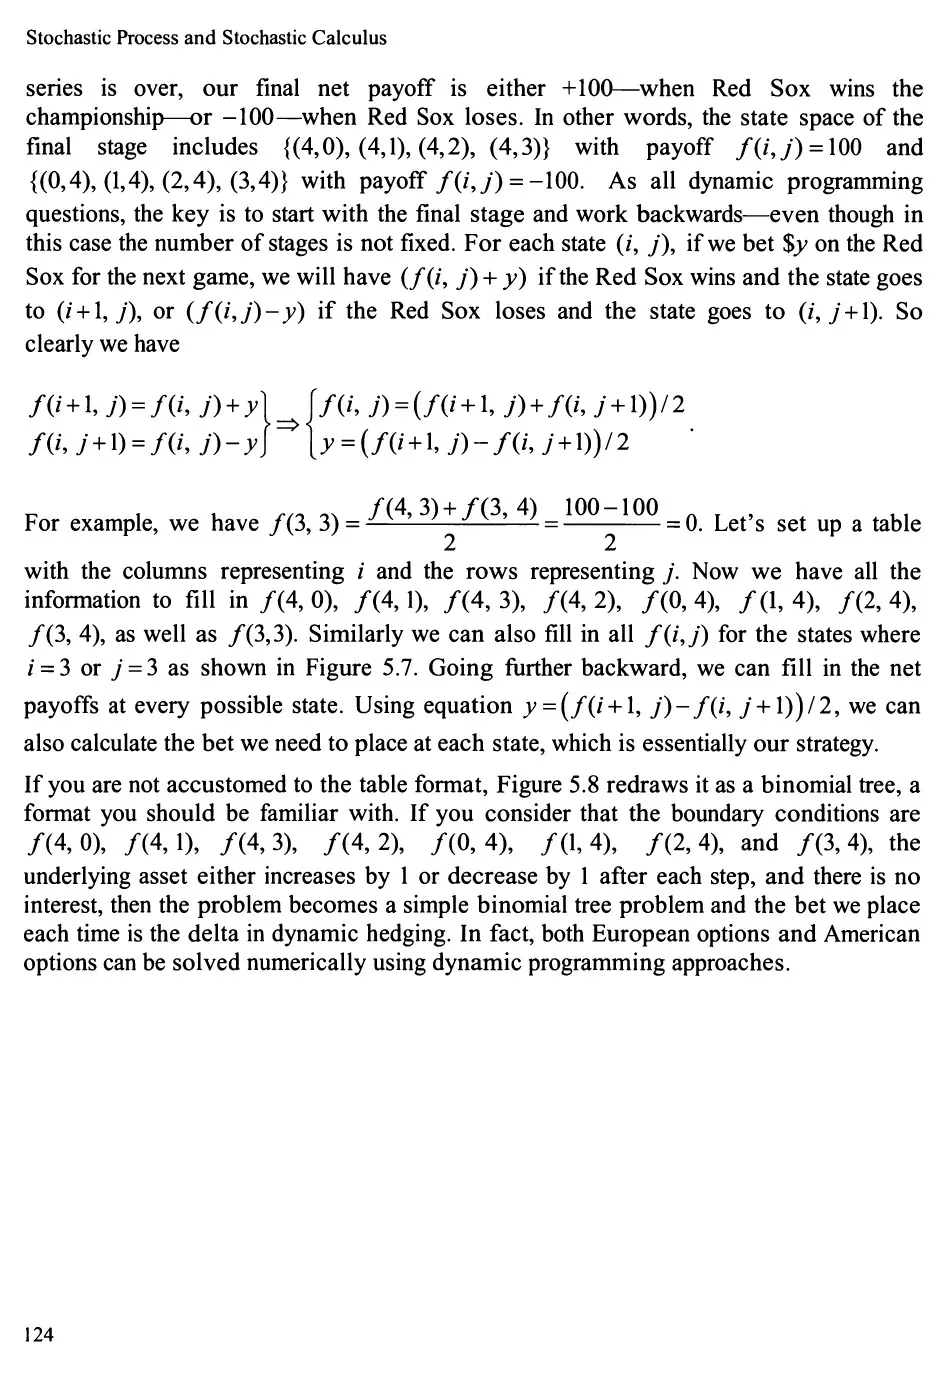 Stochastic Process and Stochastic Calculus
series is over, our final net payoff is either +100—when Red Sox wins the
championship—or −100—when Red Sox loses. In other words, the state space of the
final stage includes {(4,0), (4,1), (4,2), (4,3)} with payoff f(i,j)=100 and
{(0,4), (1,4), (2,4), (3,4)} with payoff f(i,j)=−100. As all dynamic programming
questions, the key is to start with the final stage and work backwards—even though in
this case the number of stages is not fixed. For each state (i, j), if we bet $y on the Red
Sox for the next game, we will have (f(i, j)+y) if the Red Sox wins and the state goes
to (i+1, j), or (f(i,j)−y) if the Red Sox loses and the state goes to (i, j+1). So
clearly we have
f(i+1, j)=f(i, j)+y} ⇒ {f(i, j)=(f(i+1, j)+f(i, j+1))/2
f(i, j+1)=f(i, j)−y} {y=(f(i+1, j)−f(i, j+1))/2 .
For example, we have f(3, 3)= f(4, 3)+f(3, 4) / 2 = 100−100 / 2 =0. Let's set up a table
with the columns representing i and the rows representing j. Now we have all the
information to fill in f(4, 0), f(4, 1), f(4, 3), f(4, 2), f(0, 4), f(1, 4), f(2, 4),
f(3, 4), as well as f(3,3). Similarly we can also fill in all f(i,j) for the states where
i=3 or j=3 as shown in Figure 5.7. Going further backward, we can fill in the net
payoffs at every possible state. Using equation y=(f(i+1, j)−f(i, j+1))/2, we can
also calculate the bet we need to place at each state, which is essentially our strategy.
If you are not accustomed to the table format, Figure 5.8 redraws it as a binomial tree, a
format you should be familiar with. If you consider that the boundary conditions are
f(4, 0), f(4, 1), f(4, 3), f(4, 2), f(0, 4), f(1, 4), f(2, 4), and f(3, 4), the
underlying asset either increases by 1 or decrease by 1 after each step, and there is no
interest, then the problem becomes a simple binomial tree problem and the bet we place
each time is the delta in dynamic hedging. In fact, both European options and American
options can be solved numerically using dynamic programming approaches.
124